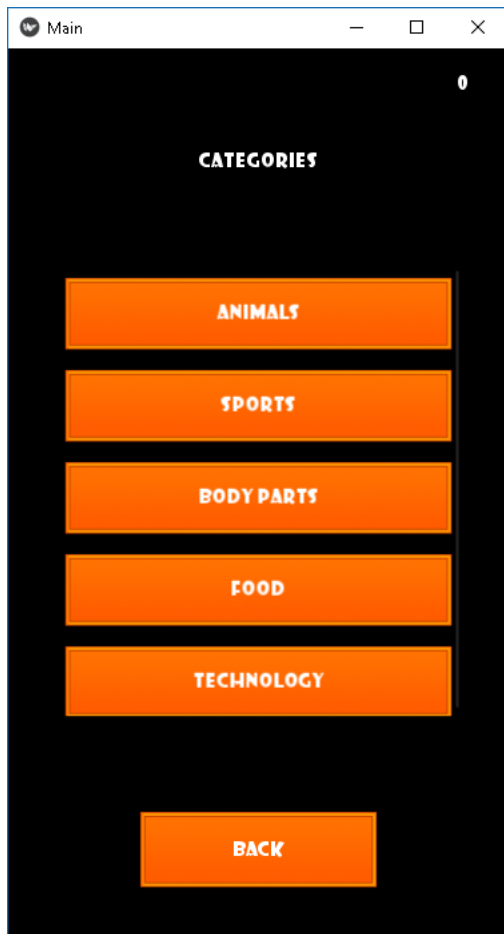 Main
0
CATEGORIES
ANIMALS
SPORTS
BODY PARTS
FOOD
TECHNOLOGY
BACK